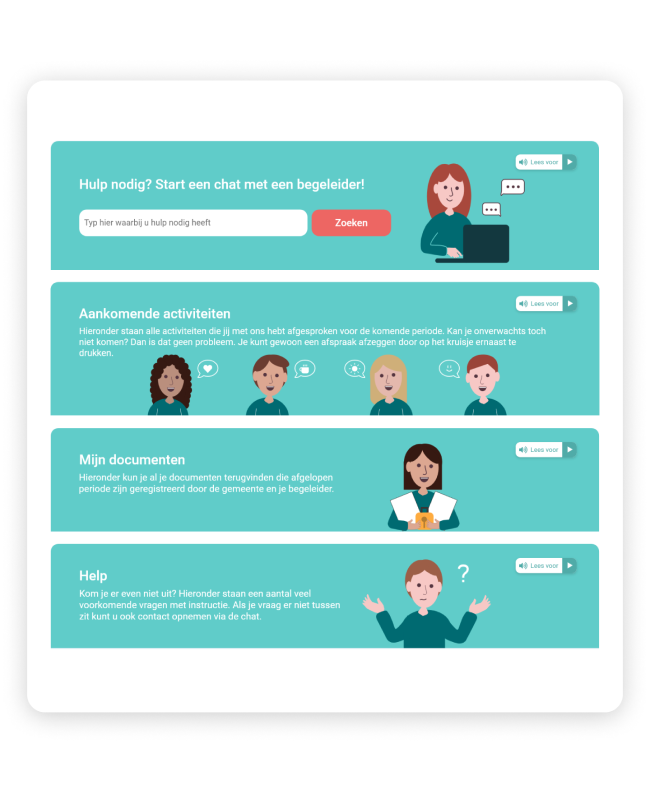 Lees voor
Hulp nodig? Start een chat met een begeleider!
Typ hier waarbij u hulp nodig heeft
Zoeken
Lees voor
Aankomende activiteiten
Hieronder staan alle activiteiten die jij met ons hebt afgesproken voor de komende periode. Kan je onverwachts toch
niet komen? Dan is dat geen probleem. Je kunt gewoon een afspraak afzeggen door op het kruisje ernaast te
drukken.
Lees voor
Mijn documenten
Hieronder kun je al je documenten terugvinden die afgelopen
periode zijn geregistreerd door de gemeente en je begeleider.
Lees voor
?
Help
Kom je er even niet uit? Hieronder staan een aantal veel
voorkomende vragen met instructie. Als je vraag er niet tussen
zit kunt u ook contact opnemen via de chat.